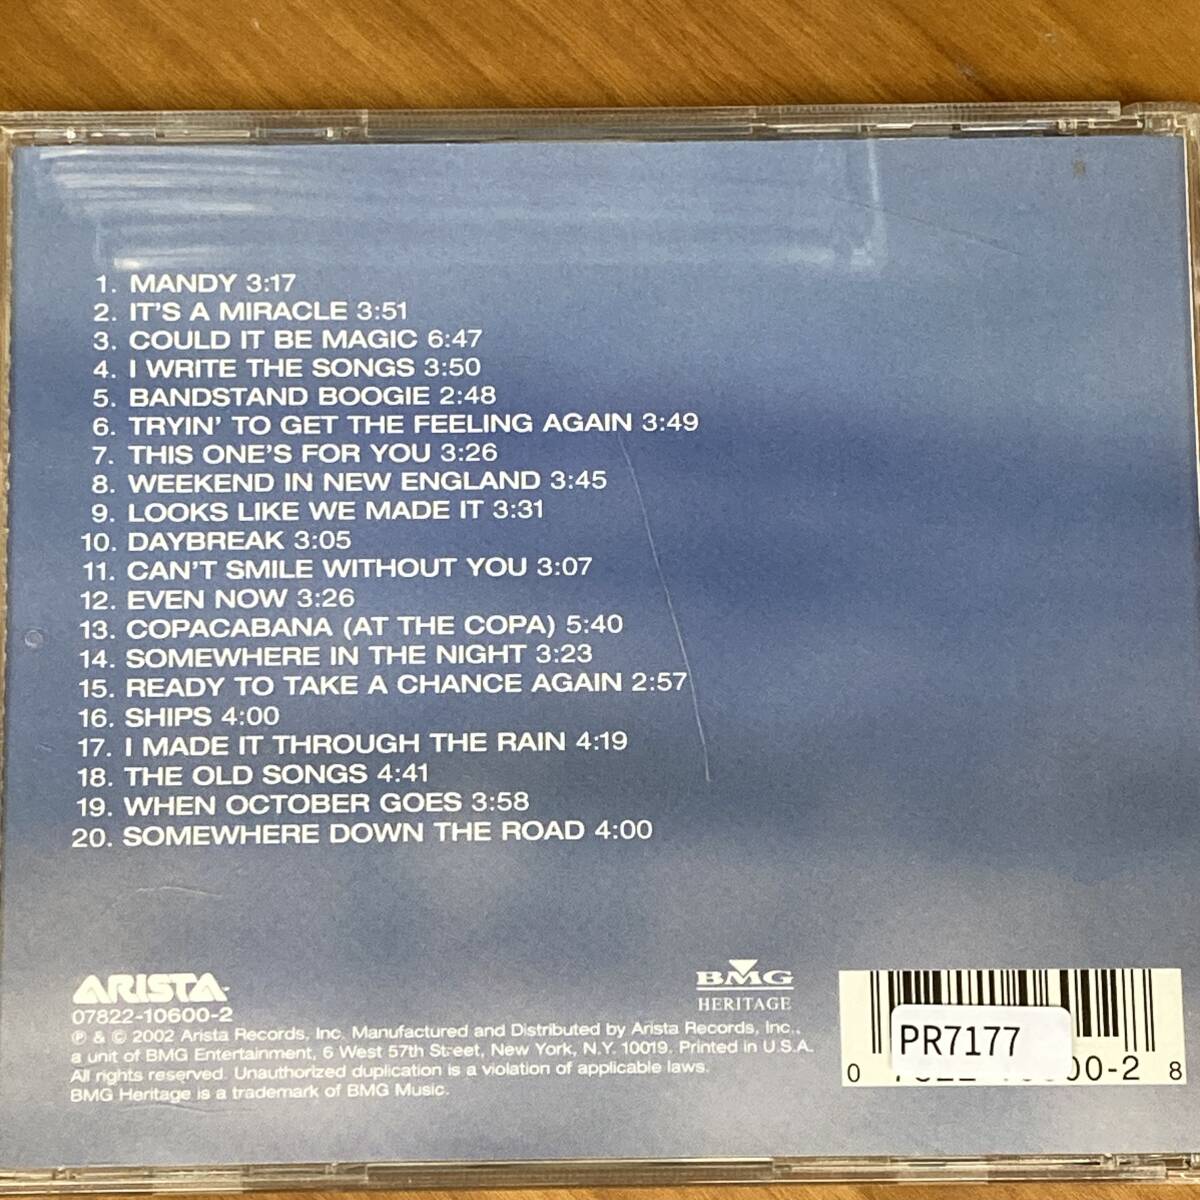 1. MANDY 3:17
2. IT'S A MIRACLE 3:51
3. COULD IT BE MAGIC 6:47
4. I WRITE THE SONGS 3:50
5. BANDSTAND BOOGIE 2:48
6. TRYIN' TO GET THE FEELING AGAIN 3:49
7. THIS ONE'S FOR YOU 3:26
8. WEEKEND IN NEW ENGLAND 3:45
9. LOOKS LIKE WE MADE IT 3:31
10. DAYBREAK 3:05
11. CAN'T SMILE WITHOUT YOU 3:07
12. EVEN NOW 3:26
13. COPACABANA (AT THE COPA) 5:40
14. SOMEWHERE IN THE NIGHT 3:23
15. READY TO TAKE A CHANCE AGAIN 2:57
16. SHIPS 4:00
17. I MADE IT THROUGH THE RAIN 4:19
18. THE OLD SONGS 4:41
19. WHEN OCTOBER GOES 3:58
20. SOMEWHERE DOWN THE ROAD 4:00
ARISTA
07822-10600-2
℗ & © 2002 Arista Records, Inc. Manufactured and Distributed by Arista Records, Inc.,
a unit of BMG Entertainment, 6 West 57th Street, New York, N.Y. 10019. Printed in U.S.A.
All rights reserved. Unauthorized duplication is a violation of applicable laws.
BMG Heritage is a trademark of BMG Music.
BMG
HERITAGE
PR7177
0 00-2 8